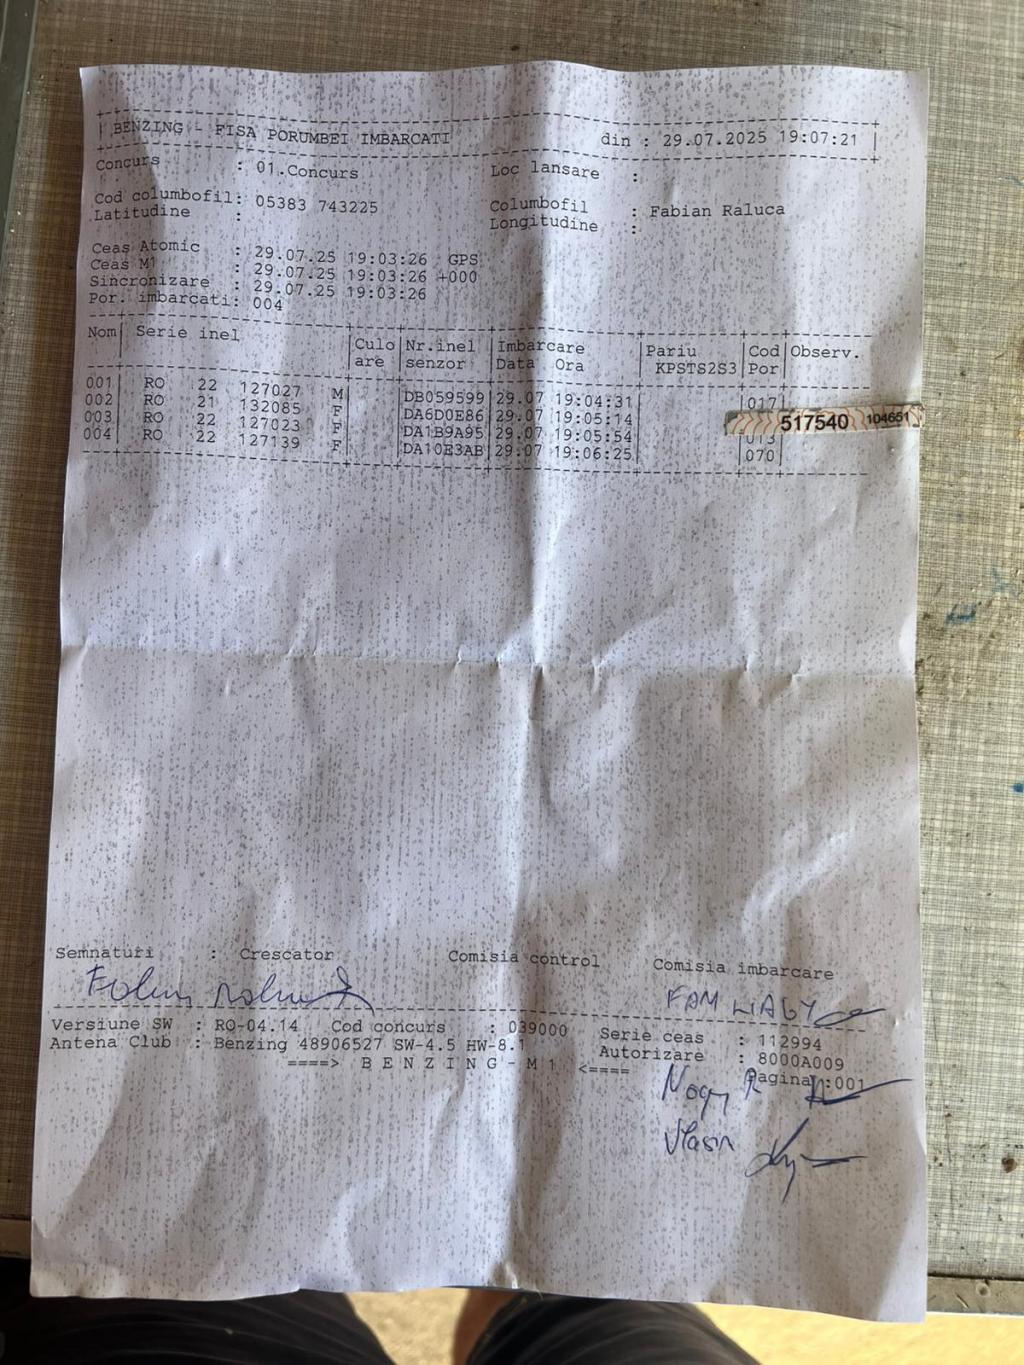 BENZING - FISA PORUMBEI IMBARCATI din : 29.07.2025 19:07:21
Concurs : 01.Concurs Loc lansare :
Cod columbofil: 05383 743225 Columbofil : Fabian Raluca
Latitudine : Longitudine :
Ceas Atomic : 29.07.25 19:03:26 GPS
Ceas M1 : 29.07.25 19:03:26 +000
Sincronizare : 29.07.25 19:03:26
Por. imbarcati: 004
Nom Serie inel Culo Nr.inel Imbarcare Pariu Cod Observ.
are senzor Data Ora KPSTS2S3 Por
001 RO 22 127027 M DB059599 29.07 19:04:31 017
002 RO 21 132085 F DA6D0E86 29.07 19:05:14
517540 104651
003 RO 22 127023 F DA1B9A95 29.07 19:05:54 013
004 RO 22 127139 F DA10E3AB 29.07 19:06:25 070
Semnaturi : Crescator Comisia control Comisia imbarcare
FAM
Versiune SW : RO-04.14 Cod concurs : 039000 Serie ceas : 112994
Antena Club : Benzing 48906527 SW-4.5 HW-8.1 Autorizare : 8000A009
====> B E N Z I N G - M 1 <==== Pagina :001
Nagy R
Vlasin